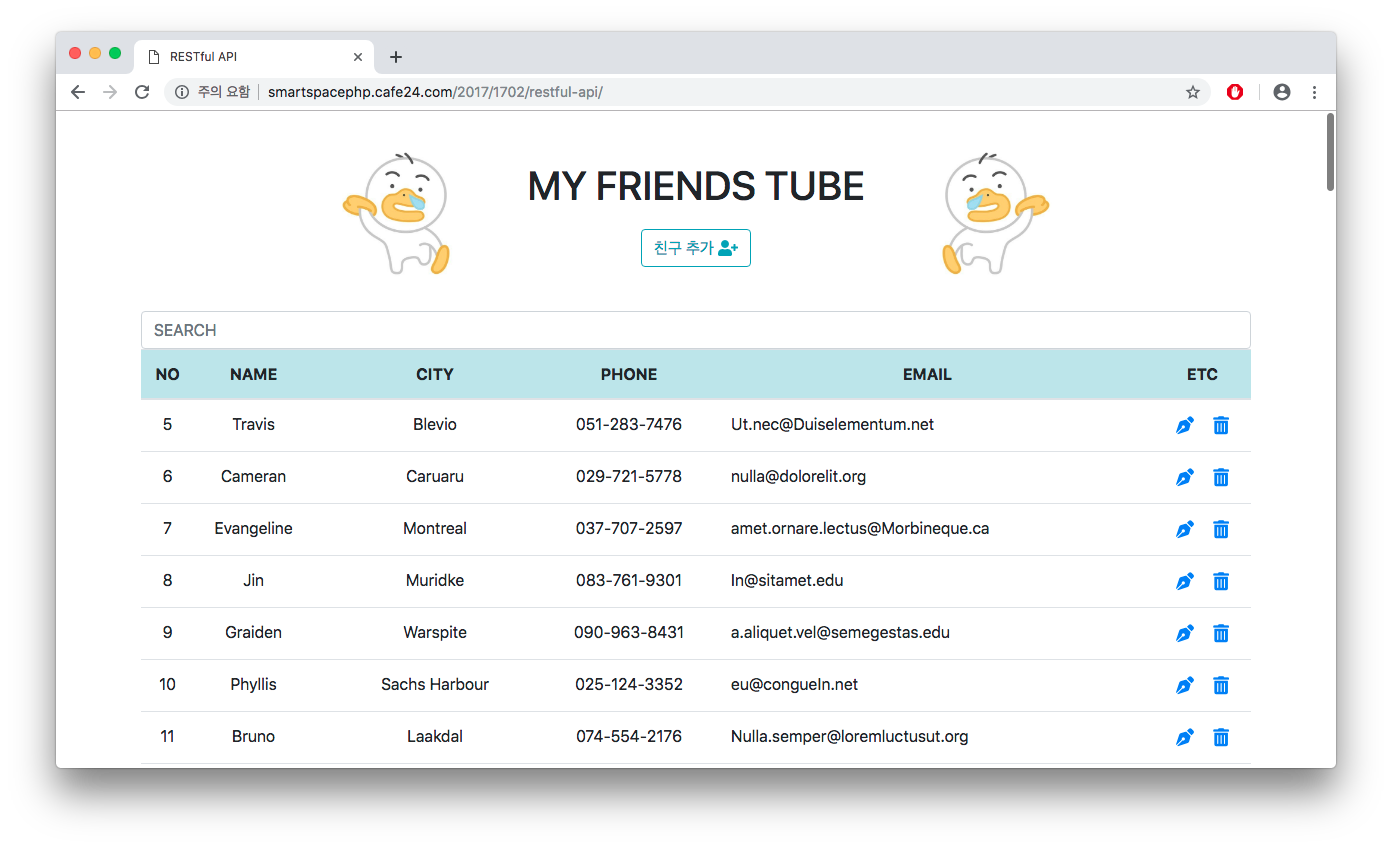 RESTful API
주의 요함 smartspacephp.cafe24.com/2017/1702/restful-api/
MY FRIENDS TUBE
친구 추가
SEARCH
NO NAME CITY PHONE EMAIL ETC
5 Travis Blevio 051-283-7476 Ut.nec@Duiselementum.net
6 Cameran Caruaru 029-721-5778 nulla@dolorelit.org
7 Evangeline Montreal 037-707-2597 amet.ornare.lectus@Morbineque.ca
8 Jin Muridke 083-761-9301 In@sitamet.edu
9 Graiden Warspite 090-963-8431 a.aliquet.vel@semegestas.edu
10 Phyllis Sachs Harbour 025-124-3352 eu@congueIn.net
11 Bruno Laakdal 074-554-2176 Nulla.semper@loremluctusut.org